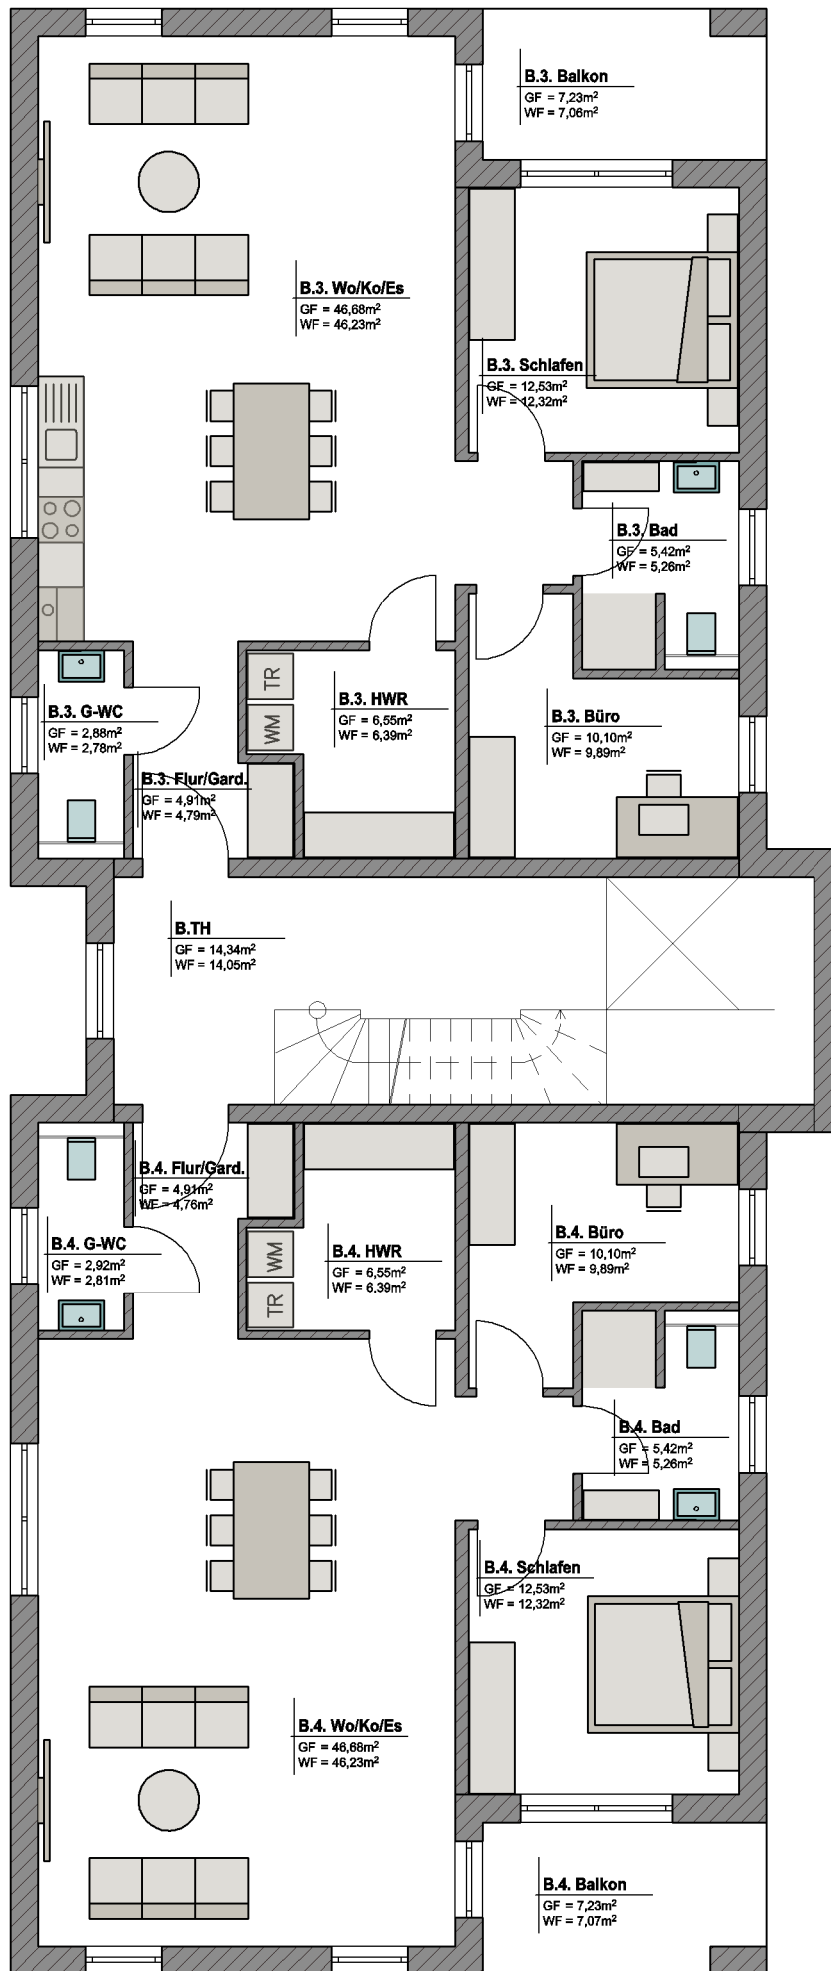 B.3. Balkon
GF = 7,23m²
WF = 7,06m²
B.3. Wo/Ko/Es
GF = 46,68m²
WF = 46,23m²
B.3. Schlafen
GF = 12,53m²
WF = 12,32m²
B.3. Bad
GF = 5,42m²
WF = 5,26m²
TR
WM
B.3. G-WC
GF = 2,88m²
WF = 2,78m²
B.3. HWR
GF = 6,55m²
WF = 6,39m²
B.3. Büro
GF = 10,10m²
WF = 9,89m²
B.3. Flur/Gard.
GF = 4,91m²
WF = 4,79m²
B.TH
GF = 14,34m²
WF = 14,05m²
B.4. Flur/Gard.
GF = 4,91m²
WF = 4,76m²
B.4. G-WC
GF = 2,92m²
WF = 2,81m²
WM
TR
B.4. HWR
GF = 6,55m²
WF = 6.39m²
B.4. Büro
GF = 10,10m²
WF = 9,89m²
B.4. Bad
GF = 5,42m²
WF = 5,26m²
B.4. Schlafen
GF = 12,53m²
WF = 12,32m²
B.4. Wo/Ko/Es
GF = 46,68m²
WF = 46,23m²
B.4. Balkon
GF = 7,23m²
WF = 7,07m²